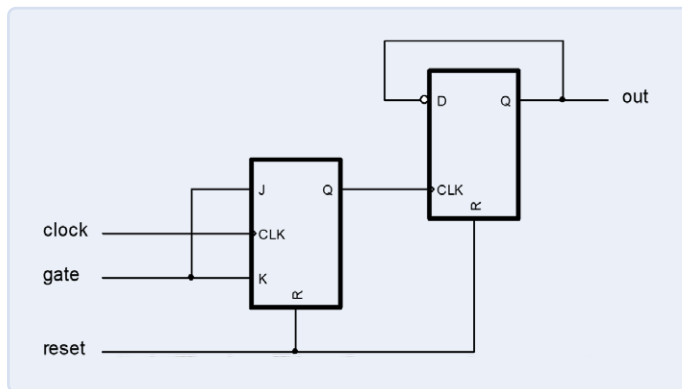 D Q out
CLK
R
J Q
clock CLK
gate K
R
reset